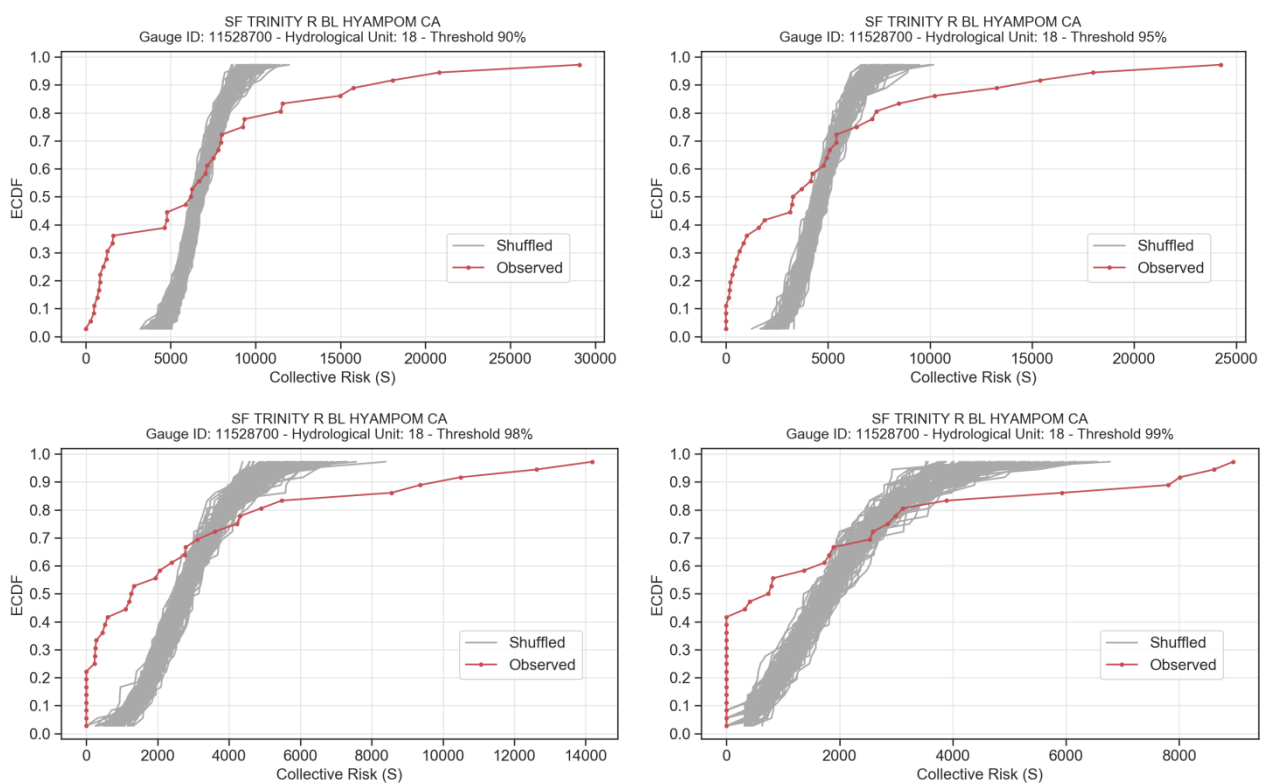 SF TRINITY R BL HYAMPOM CA
Gauge ID: 11528700 - Hydrological Unit: 18 - Threshold 90%
1.0
0.9
0.8
0.7
0.6
0.5
0.4
0.3
0.2
0.1
0.0
ECDF
Shuffled
Observed
0 5000 10000 15000 20000 25000 30000
Collective Risk (S)
SF TRINITY R BL HYAMPOM CA
Gauge ID: 11528700 - Hydrological Unit: 18 - Threshold 95%
1.0
0.9
0.8
0.7
0.6
0.5
0.4
0.3
0.2
0.1
0.0
ECDF
Shuffled
Observed
0 5000 10000 15000 20000 25000
Collective Risk (S)
SF TRINITY R BL HYAMPOM CA
Gauge ID: 11528700 - Hydrological Unit: 18 - Threshold 98%
1.0
0.9
0.8
0.7
0.6
0.5
0.4
0.3
0.2
0.1
0.0
ECDF
Shuffled
Observed
0 2000 4000 6000 8000 10000 12000 14000
Collective Risk (S)
SF TRINITY R BL HYAMPOM CA
Gauge ID: 11528700 - Hydrological Unit: 18 - Threshold 99%
1.0
0.9
0.8
0.7
0.6
0.5
0.4
0.3
0.2
0.1
0.0
ECDF
Shuffled
Observed
0 2000 4000 6000 8000
Collective Risk (S)